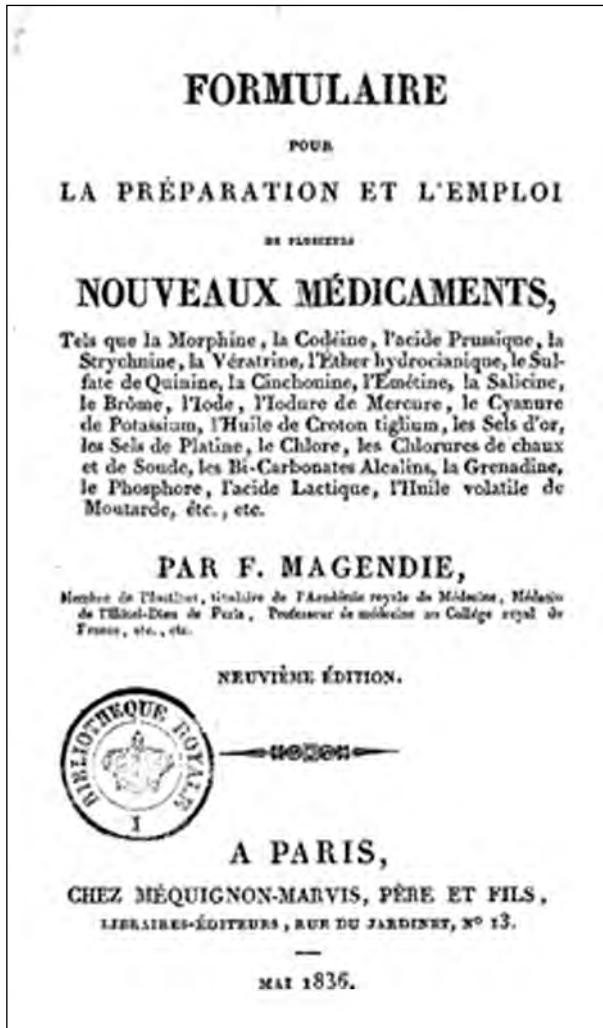 FORMULAIRE
POUR
LA PRÉPARATION ET L'EMPLOI
DE PLUSIEURS
NOUVEAUX MÉDICAMENTS,
Tels que la Morphine, la Codéine, l'acide Prussique, la
Strychnine, la Vératrine, l'Éther hydrocianique, le Sul-
fate de Quinine, la Cinchonine, l'Émétine, la Salicine,
le Brôme, l'Iode, l'Iodure de Mercure, le Cyanure
de Potassium, l'Huile de Croton tiglium, les Sels d'or,
les Sels de Platine, le Chlore, les Chlorures de chaux
et de Soude, les Bi-Carbonates Alcalins, la Grenadine,
le Phosphore, l'acide Lactique, l'Huile volatile de
Moutarde, etc., etc.
PAR F. MAGENDIE,
Membre de l'Institut, titulaire de l'Académie royale de Médecine, Médecin
de l'Hôtel-Dieu de Paris, Professeur de médecine au Collége royal de
France, etc., etc.
NEUVIÈME ÉDITION.
BIBLIOTHEQUE ROYALE
I
A PARIS,
CHEZ MÉQUIGNON-MARVIS, PÈRE ET FILS,
LIBRAIRES-ÉDITEURS, RUE DU JARDINET, N° 13.
MAI 1836.